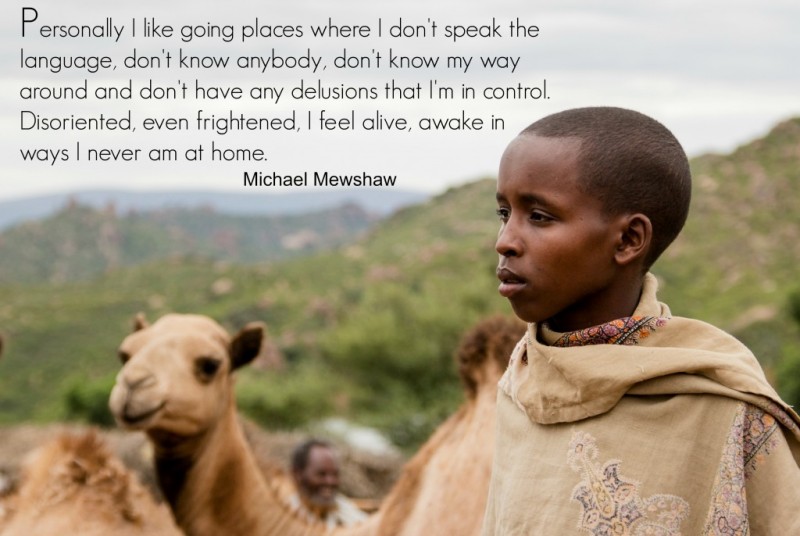 Personally I like going places where I don't speak the
language, don't know anybody, don't know my way
around and don't have any delusions that I'm in control.
Disoriented, even frightened, I feel alive, awake in
ways I never am at home.
Michael Mewshaw